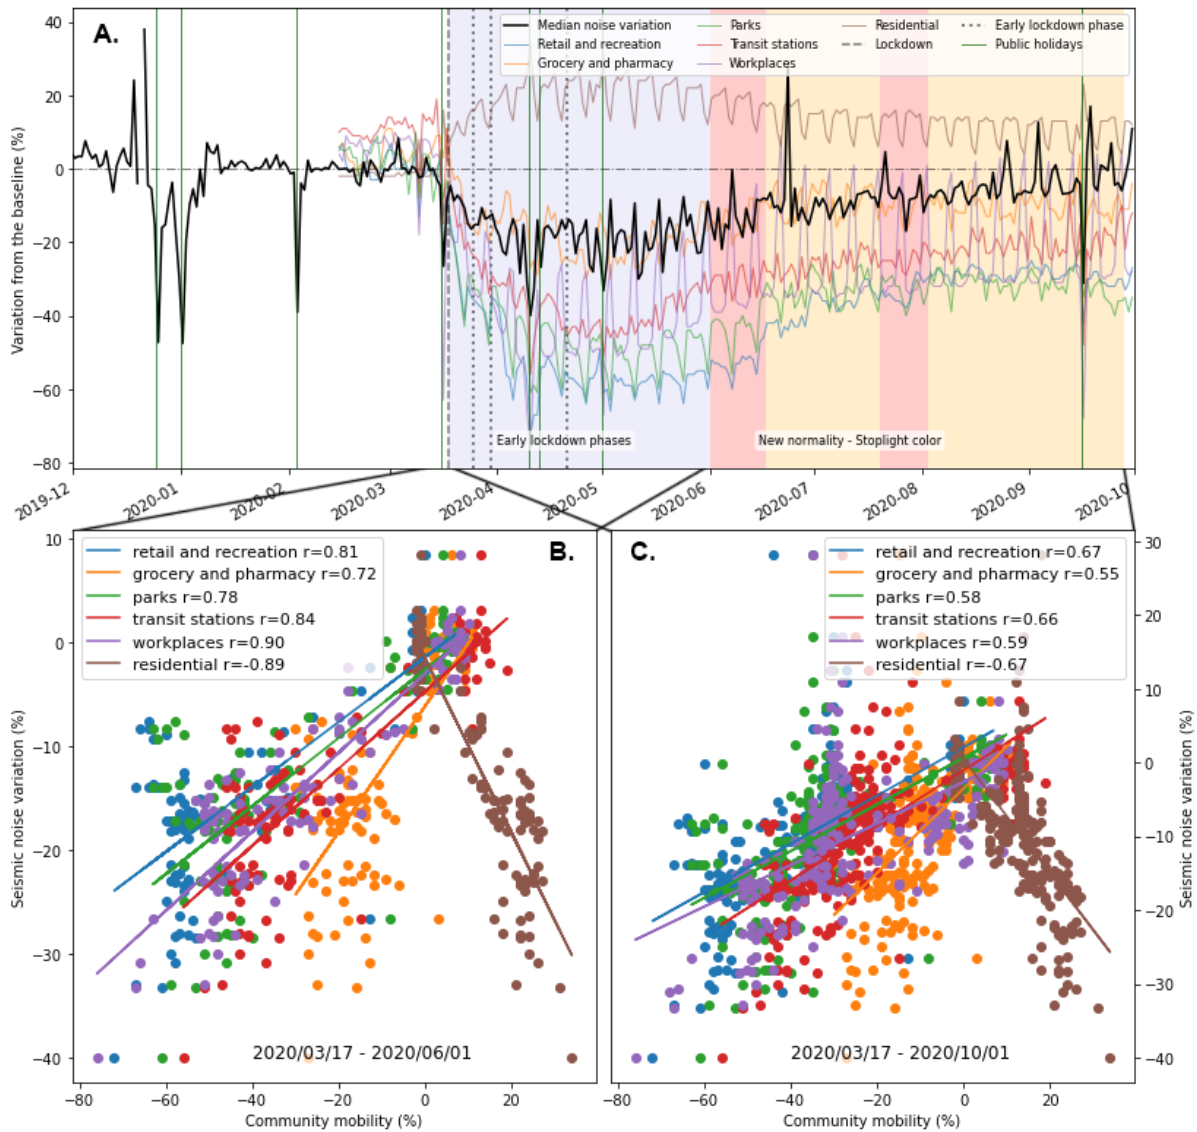 A.
Median noise variation
Retail and recreation
Grocery and pharmacy
Parks
Transit stations
Workplaces
Residential
Lockdown
Early lockdown phase
Public holidays
Variation from the baseline (%)
40
20
0
−20
−40
−60
−80
Early lockdown phases
New normality - Stoplight color
2019-12
2020-01
2020-02
2020-03
2020-04
2020-05
2020-06
2020-07
2020-08
2020-09
2020-10
B.
retail and recreation r=0.81
grocery and pharmacy r=0.72
parks r=0.78
transit stations r=0.84
workplaces r=0.90
residential r=-0.89
Seismic noise variation (%)
10
0
−10
−20
−30
−40
2020/03/17 - 2020/06/01
−80
−60
−40
−20
0
20
Community mobility (%)
C.
retail and recreation r=0.67
grocery and pharmacy r=0.55
parks r=0.58
transit stations r=0.66
workplaces r=0.59
residential r=-0.67
30
20
10
0
−10
−20
−30
−40
Seismic noise variation (%)
2020/03/17 - 2020/10/01
−80
−60
−40
−20
0
20
Community mobility (%)